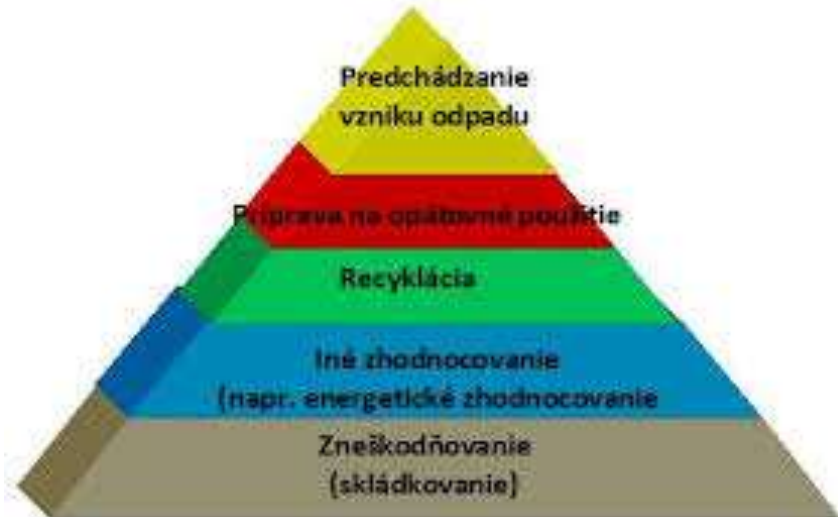 Predchádzanie
vzniku odpadu
Príprava na opätovné použitie
Recyklácia
Iné zhodnocovanie
(napr. energetické zhodnocovanie
Zneškodňovanie
(skládkovanie)